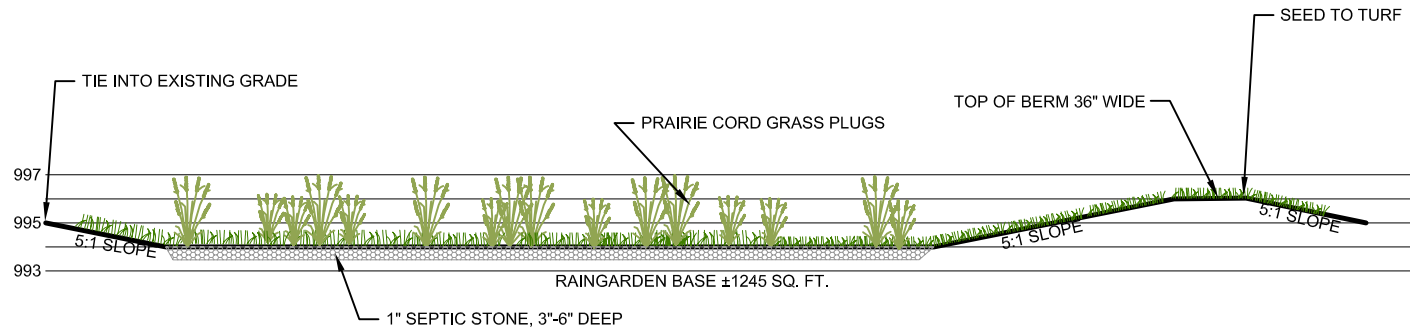 SEED TO TURF
TIE INTO EXISTING GRADE
TOP OF BERM 36" WIDE
PRAIRIE CORD GRASS PLUGS
997
995
5:1 SLOPE
5:1 SLOPE
5:1 SLOPE
993
RAINGARDEN BASE ±1245 SQ. FT.
1" SEPTIC STONE, 3"-6" DEEP